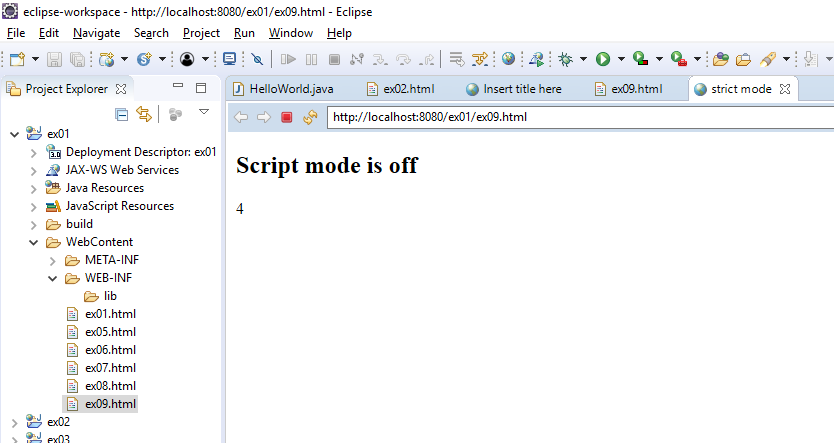 eclipse-workspace - http://localhost:8080/ex01/ex09.html - Eclipse
File Edit Navigate Search Project Run Window Help
Project Explorer
HelloWorld.java ex02.html Insert title here ex09.html strict mode
http://localhost:8080/ex01/ex09.html
ex01
3.0 Deployment Descriptor: ex01
JAX-WS Web Services
Java Resources
JavaScript Resources
build
WebContent
META-INF
WEB-INF
lib
ex01.html
ex05.html
ex06.html
ex07.html
ex08.html
ex09.html
ex02
ex03
Script mode is off
4